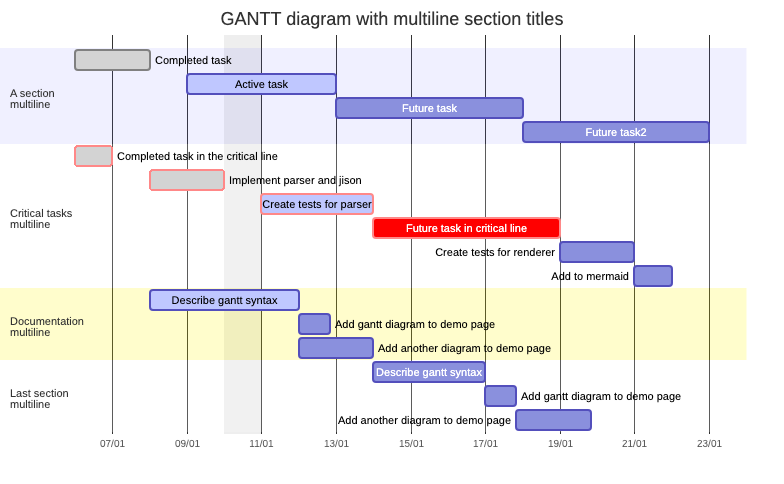 GANTT diagram with multiline section titles
Completed task
Active task
A section
multiline
Future task
Future task2
Completed task in the critical line
Implement parser and jison
Create tests for parser
Critical tasks
multiline
Future task in critical line
Create tests for renderer
Add to mermaid
Describe gantt syntax
Documentation
multiline
Add gantt diagram to demo page
Add another diagram to demo page
Describe gantt syntax
Last section
multiline
Add gantt diagram to demo page
Add another diagram to demo page
07/01 09/01 11/01 13/01 15/01 17/01 19/01 21/01 23/01